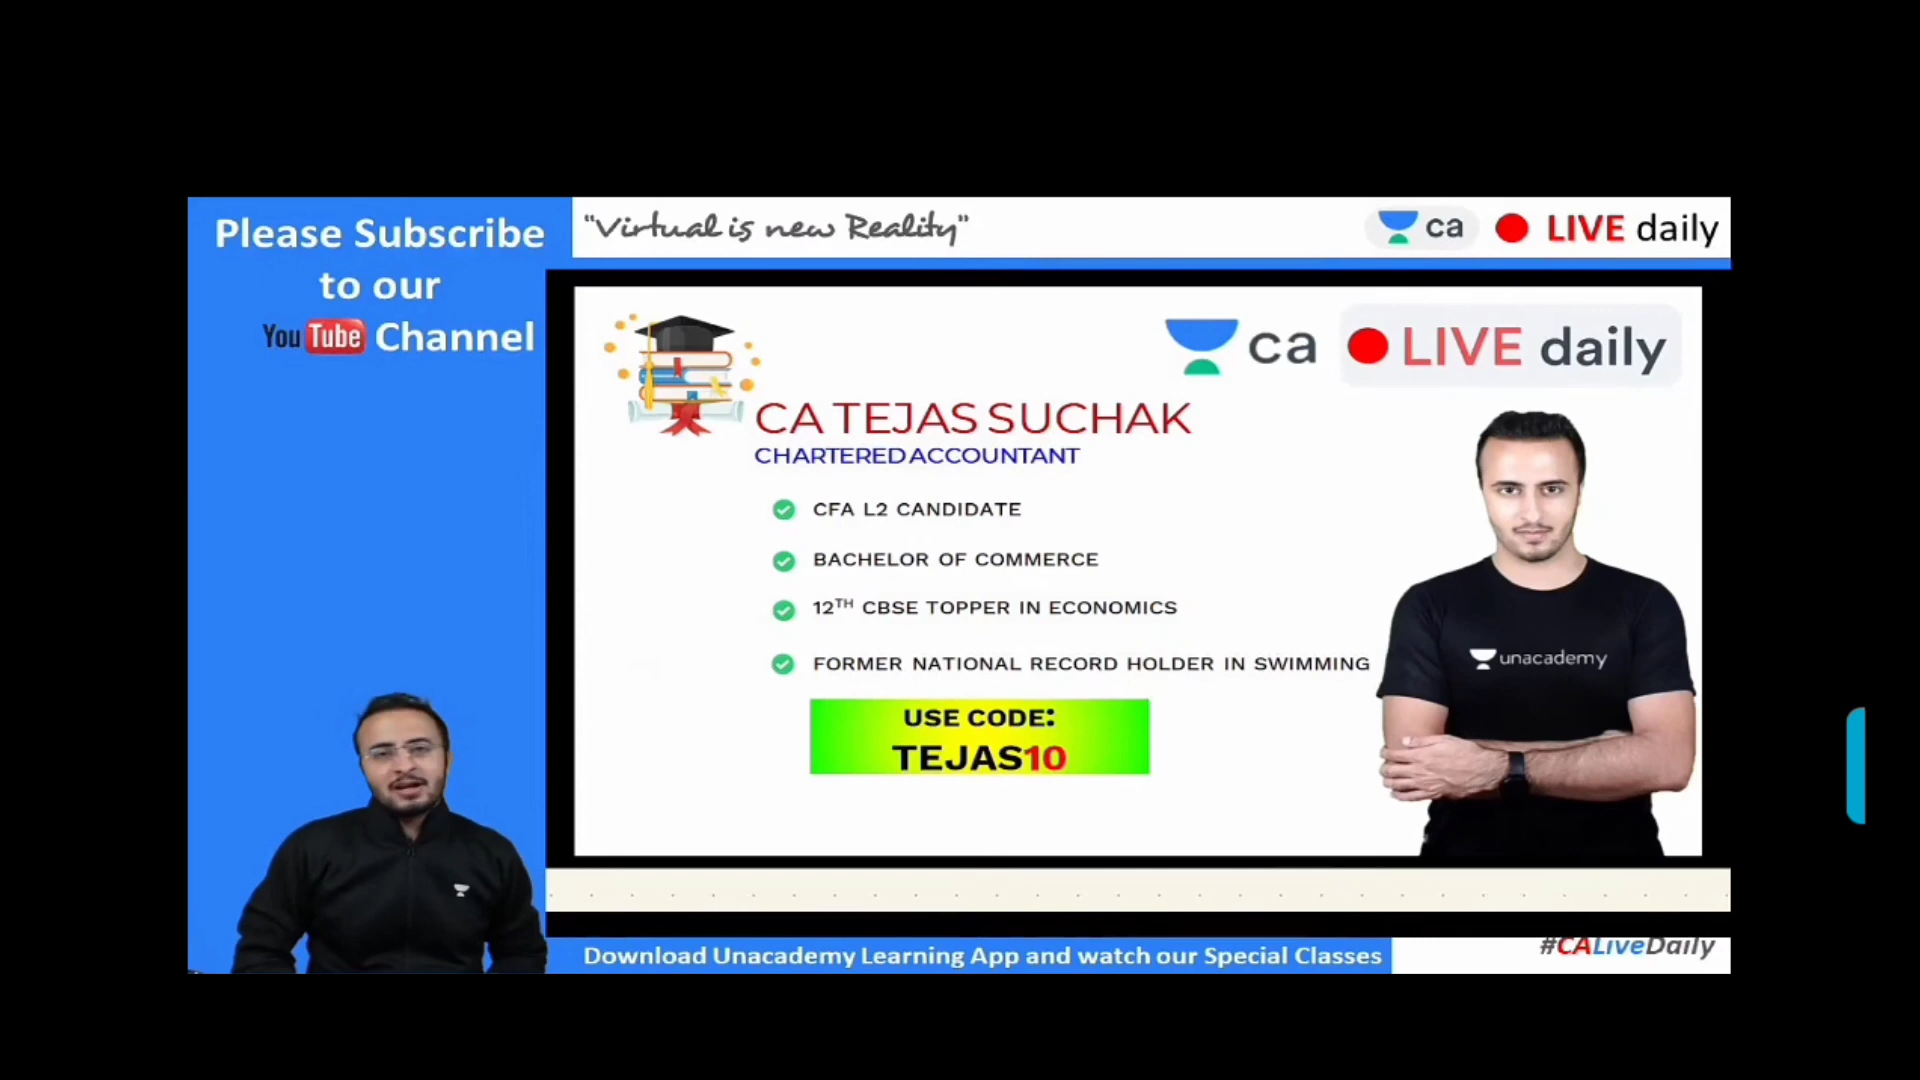 Please Subscribe
to our
YouTube Channel
"Virtual is new Reality"
ca LIVE daily
ca LIVE daily
CA TEJAS SUCHAK
CHARTERED ACCOUNTANT
CFA L2 CANDIDATE
BACHELOR OF COMMERCE
12TH CBSE TOPPER IN ECONOMICS
FORMER NATIONAL RECORD HOLDER IN SWIMMING
USE CODE:
TEJAS10
unacademy
Download Unacademy Learning App and watch our Special Classes
#CALiveDaily